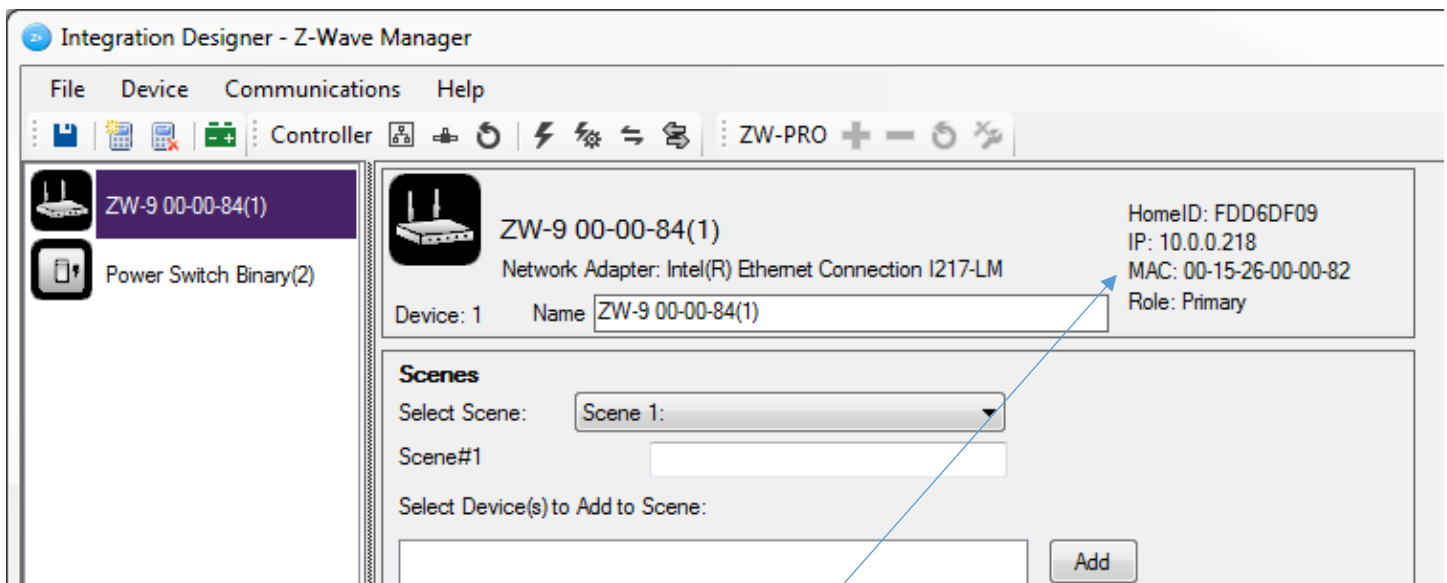 Integration Designer - Z-Wave Manager
File Device Communications Help
Controller ZW-PRO
ZW-9 00-00-84(1)
Power Switch Binary(2)
ZW-9 00-00-84(1)
Network Adapter: Intel(R) Ethernet Connection I217-LM
Device: 1 Name ZW-9 00-00-84(1)
HomeID: FDD6DF09
IP: 10.0.0.218
MAC: 00-15-26-00-00-82
Role: Primary
Scenes
Select Scene: Scene 1:
Scene#1
Select Device(s) to Add to Scene:
Add